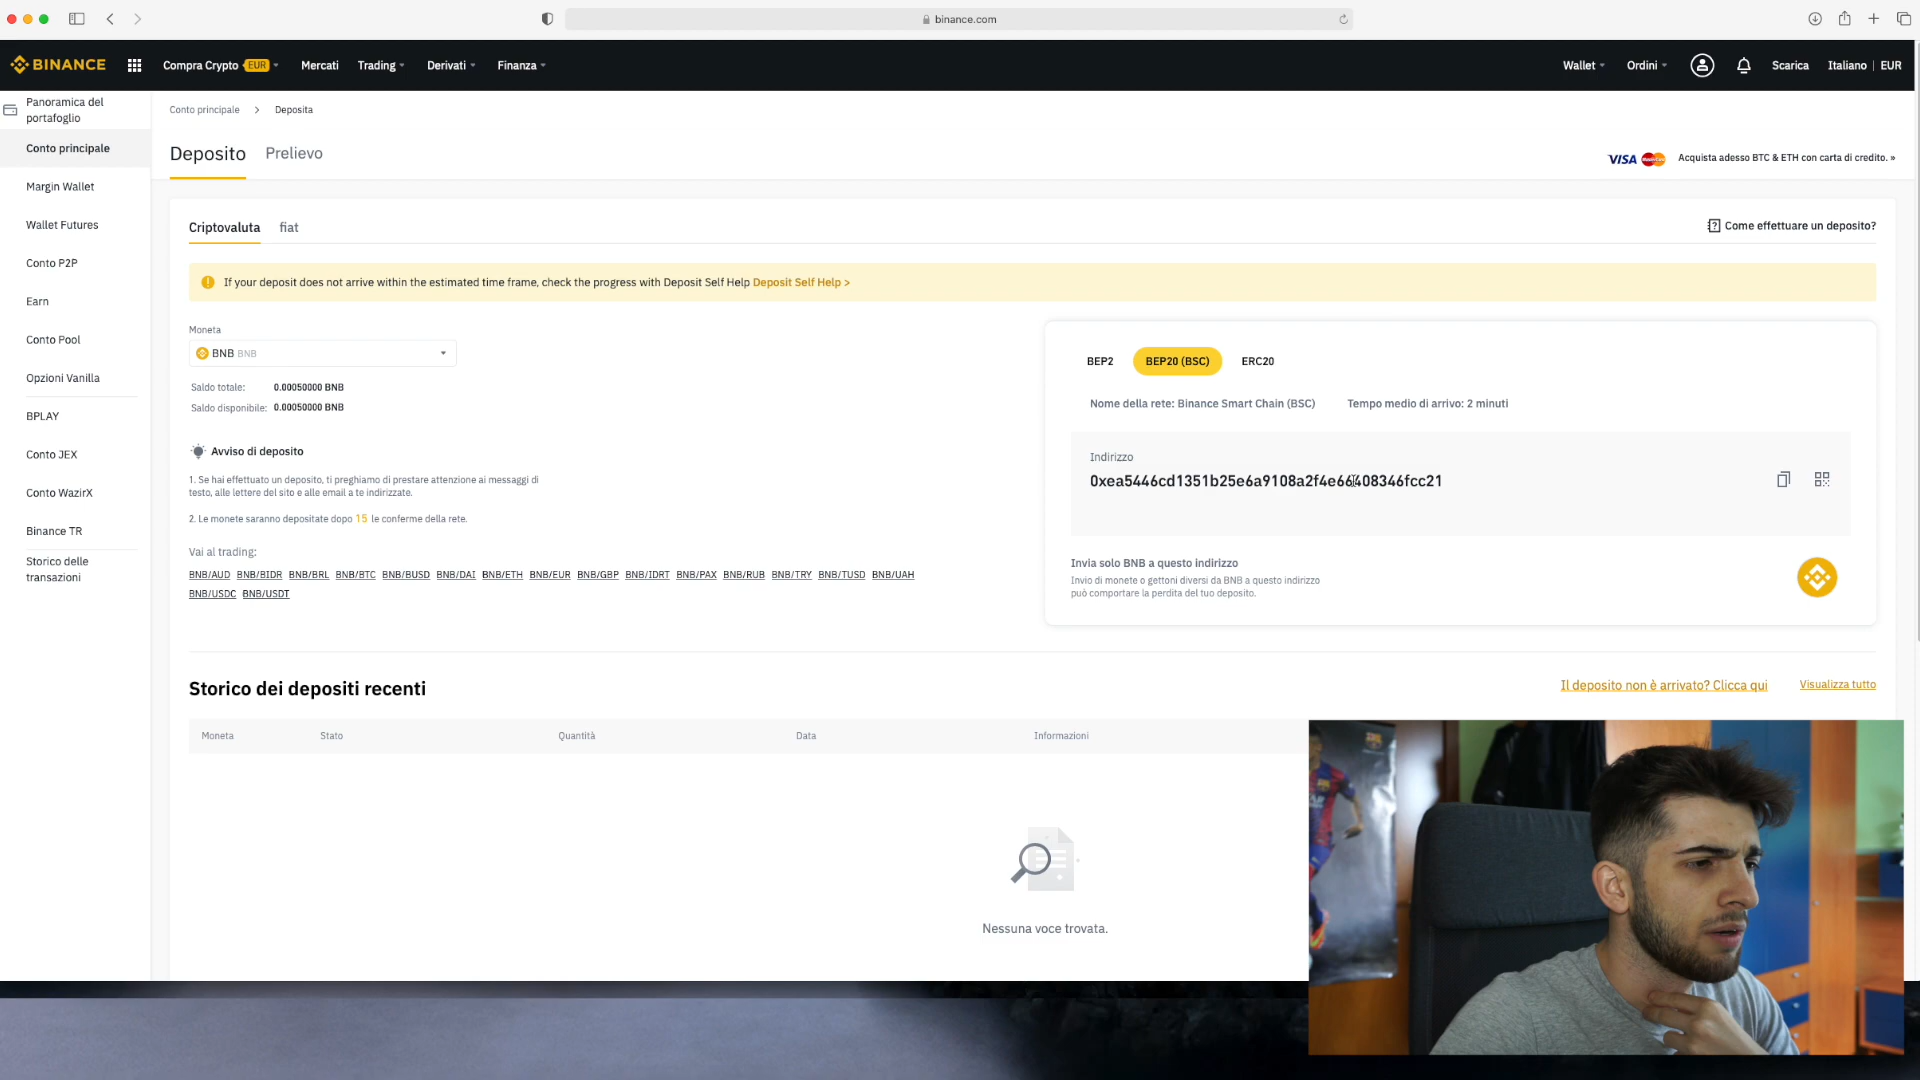 binance.com
BINANCE Compra Crypto EUR Mercati Trading Derivati Finanza Wallet Ordini Scarica Italiano | EUR
Panoramica del
portafoglio
Conto principale
Margin Wallet
Wallet Futures
Conto P2P
Earn
Conto Pool
Opzioni Vanilla
BPLAY
Conto JEX
Conto WazirX
Binance TR
Storico delle
transazioni
Conto principale > Deposita
Deposito Prelievo
VISA MasterCard Acquista adesso BTC & ETH con carta di credito. »
Criptovaluta fiat
Come effettuare un deposito?
If your deposit does not arrive within the estimated time frame, check the progress with Deposit Self Help Deposit Self Help >
Moneta
BNB BNB
Saldo totale: 0.00050000 BNB
Saldo disponibile: 0.00050000 BNB
Avviso di deposito
1. Se hai effettuato un deposito, ti preghiamo di prestare attenzione ai messaggi di
testo, alle lettere del sito e alle email a te indirizzate.
2. Le monete saranno depositate dopo 15 le conferme della rete.
Vai al trading:
BNB/AUD BNB/BIDR BNB/BRL BNB/BTC BNB/BUSD BNB/DAI BNB/ETH BNB/EUR BNB/GBP BNB/IDRT BNB/PAX BNB/RUB BNB/TRY BNB/TUSD BNB/UAH
BNB/USDC BNB/USDT
BEP2 BEP20 (BSC) ERC20
Nome della rete: Binance Smart Chain (BSC) Tempo medio di arrivo: 2 minuti
Indirizzo
0xea5446cd1351b25e6a9108a2f4e66408346fcc21
Invia solo BNB a questo indirizzo
Invio di monete o gettoni diversi da BNB a questo indirizzo
può comportare la perdita del tuo deposito.
Storico dei depositi recenti
Il deposito non è arrivato? Clicca qui Visualizza tutto
Moneta Stato Quantità Data Informazioni
Nessuna voce trovata.